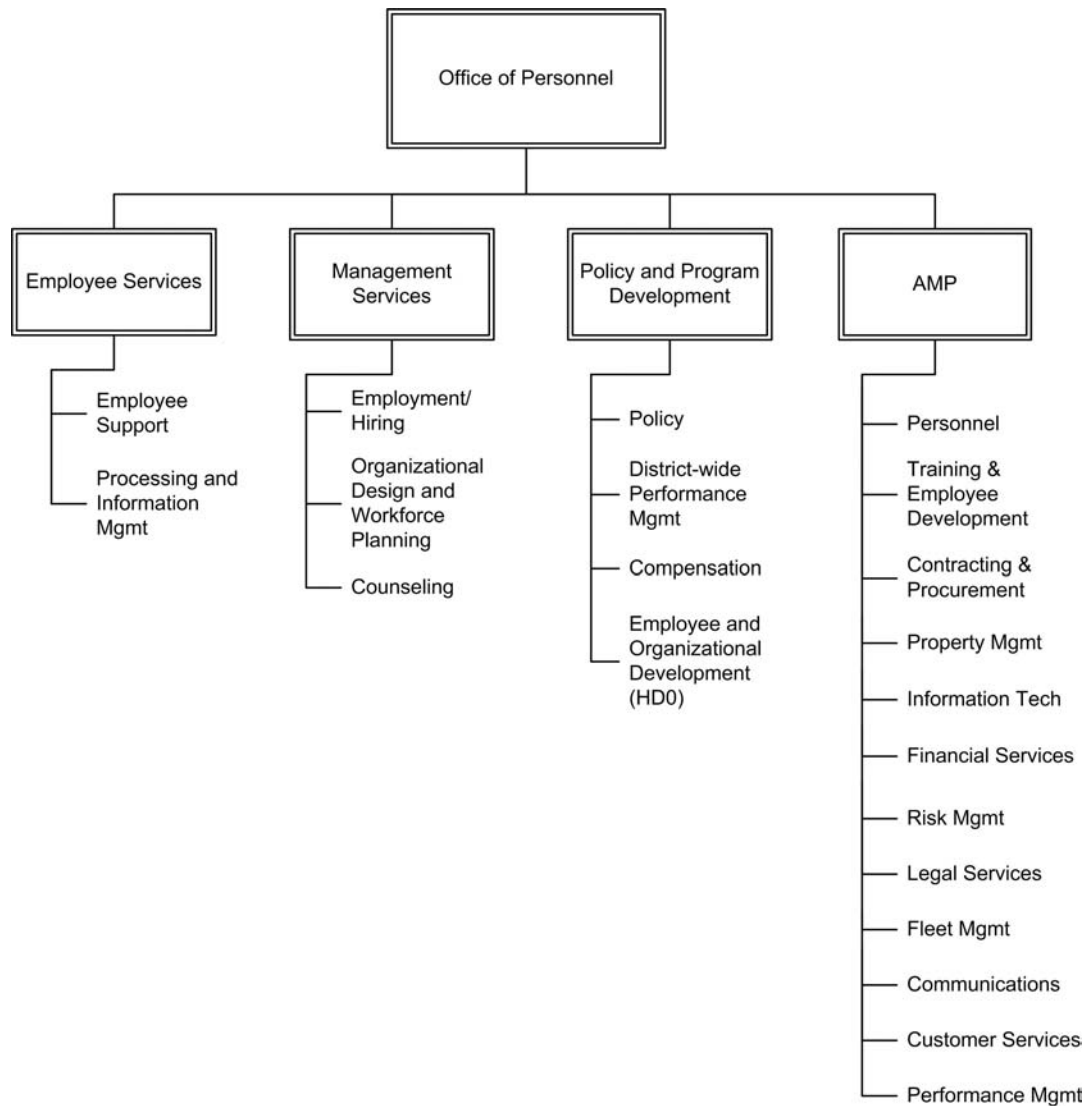 Office of Personnel
Employee Services
Management
Services
Policy and Program
Development
AMP
Employee
Support
Processing and
Information
Mgmt
Employment/
Hiring
Organizational
Design and
Workforce
Planning
Counseling
Policy
District-wide
Performance
Mgmt
Compensation
Employee and
Organizational
Development
(HD0)
Personnel
Training &
Employee
Development
Contracting &
Procurement
Property Mgmt
Information Tech
Financial Services
Risk Mgmt
Legal Services
Fleet Mgmt
Communications
Customer Services
Performance Mgmt